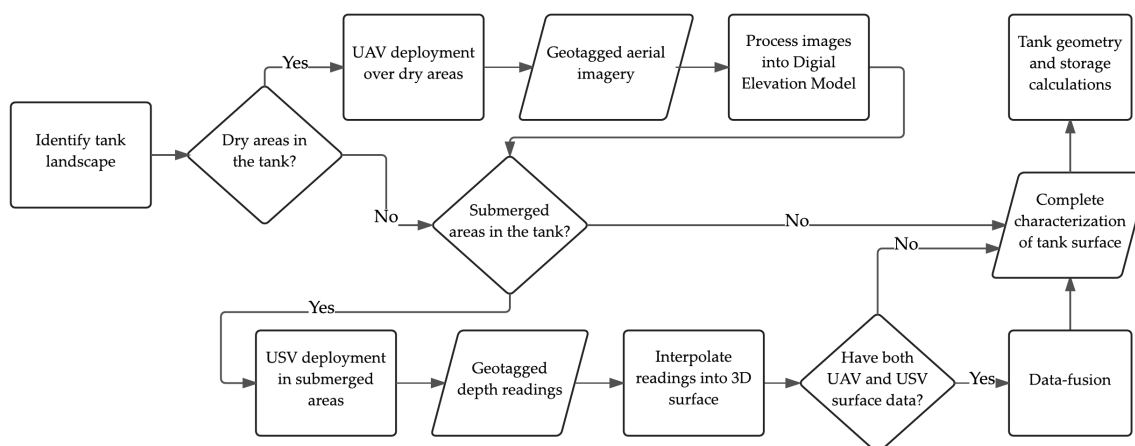 Identify tank
landscape
Dry areas in
the tank?
Yes
No
UAV deployment
over dry areas
Geotagged aerial
imagery
Process images
into Digial
Elevation Model
Submerged
areas in the tank?
No
Yes
USV deployment
in submerged
areas
Geotagged
depth readings
Interpolate
readings into 3D
surface
Have both
UAV and USV
surface data?
No
Yes
Data-fusion
Complete
characterization
of tank surface
Tank geometry
and storage
calculations